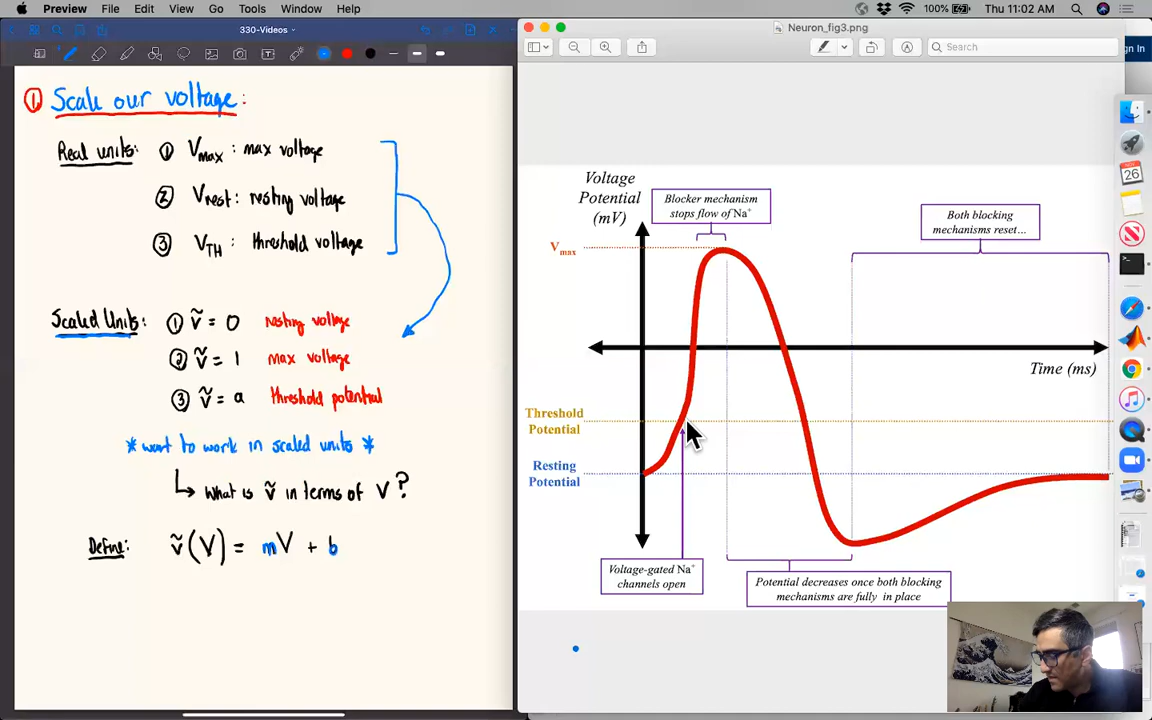 Preview File Edit View Go Tools Window Help
100% Thu 11:02 AM
330-Videos
① Scale our voltage:
Real units: ① Vmax : max voltage
② Vrest : resting voltage
③ VTH : threshold voltage
Scaled Units: ① ṽ = 0 resting voltage
② ṽ = 1 max voltage
③ ṽ = a threshold potential
* want to work in scaled units *
↳ What is ṽ in terms of V?
Define: ṽ(V) = mV + b
Neuron_fig3.png
Search
Sign In
Voltage
Potential
(mV)
Blocker mechanism
stops flow of Na+
Both blocking
mechanisms reset...
Vmax
Time (ms)
Threshold
Potential
Resting
Potential
Voltage-gated Na+
channels open
Potential decreases once both blocking
mechanisms are fully in place
26